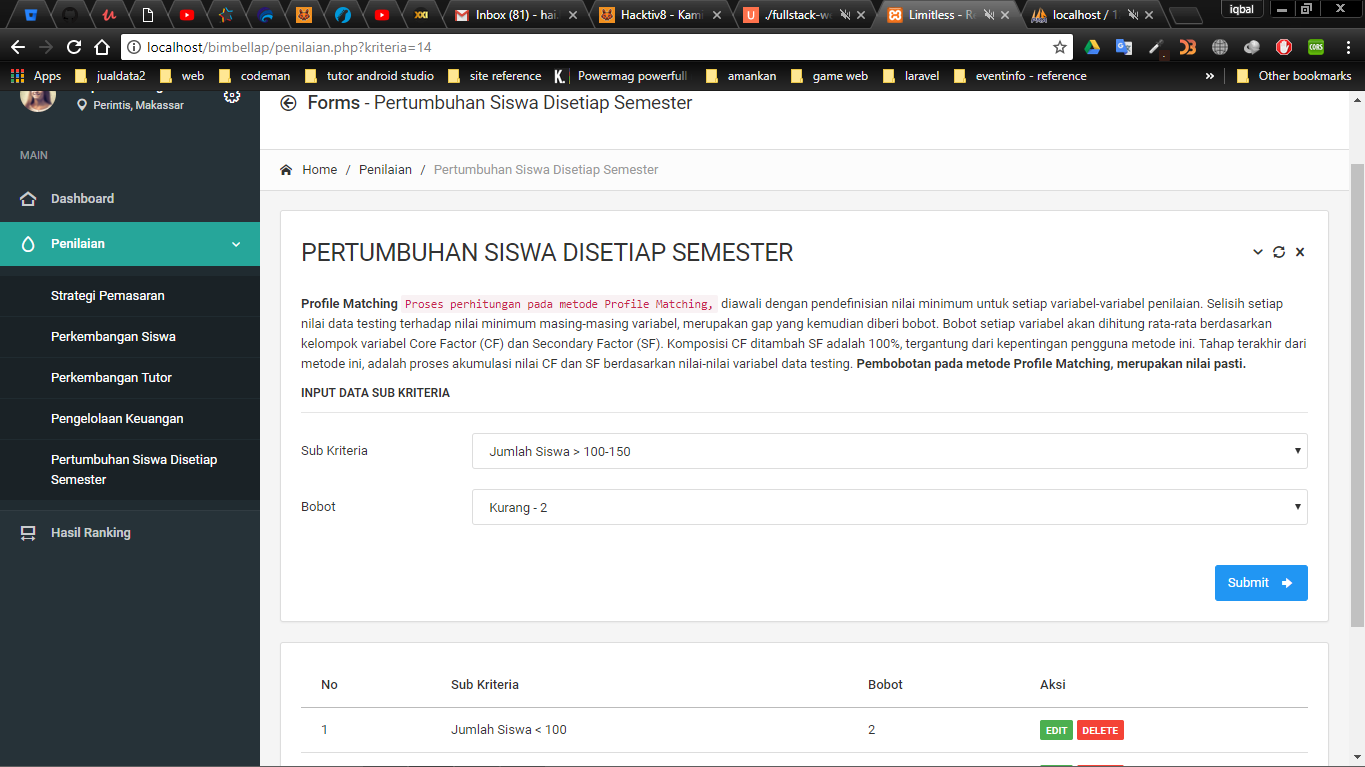 iqbal
Inbox (81) - hai.
Hacktiv8 - Kami
./fullstack-we
Limitless - Re
localhost / 1
localhost/bimbellap/penilaian.php?kriteria=14
Apps
jualdata2
web
codeman
tutor android studio
site reference
Powermag powerfull
amankan
game web
laravel
eventinfo - reference
»
Other bookmarks
Perintis, Makassar
Forms - Pertumbuhan Siswa Disetiap Semester
MAIN
Home / Penilaian / Pertumbuhan Siswa Disetiap Semester
Dashboard
Penilaian
Strategi Pemasaran
Perkembangan Siswa
Perkembangan Tutor
Pengelolaan Keuangan
Pertumbuhan Siswa Disetiap
Semester
Hasil Ranking
PERTUMBUHAN SISWA DISETIAP SEMESTER
Profile Matching Proses perhitungan pada metode Profile Matching, diawali dengan pendefinisian nilai minimum untuk setiap variabel-variabel penilaian. Selisih setiap
nilai data testing terhadap nilai minimum masing-masing variabel, merupakan gap yang kemudian diberi bobot. Bobot setiap variabel akan dihitung rata-rata berdasarkan
kelompok variabel Core Factor (CF) dan Secondary Factor (SF). Komposisi CF ditambah SF adalah 100%, tergantung dari kepentingan pengguna metode ini. Tahap terakhir dari
metode ini, adalah proses akumulasi nilai CF dan SF berdasarkan nilai-nilai variabel data testing. Pembobotan pada metode Profile Matching, merupakan nilai pasti.
INPUT DATA SUB KRITERIA
Sub Kriteria
Jumlah Siswa > 100-150
Bobot
Kurang - 2
Submit
No Sub Kriteria Bobot Aksi
1 Jumlah Siswa < 100 2 EDIT DELETE